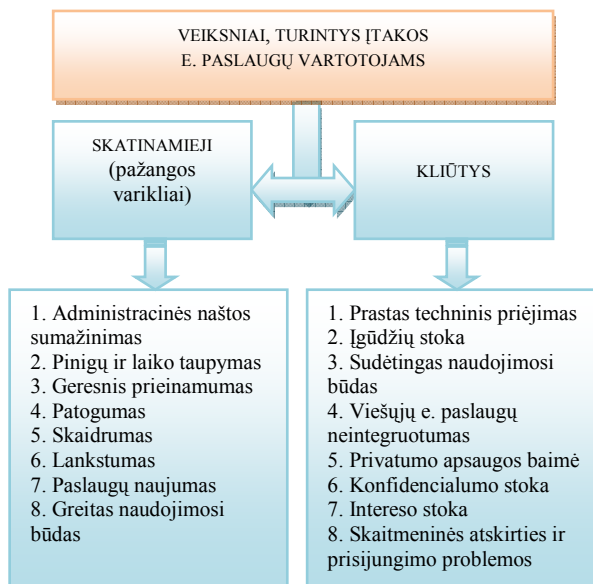 VEIKSNIAI, TURINTYS ĮTAKOS
E. PASLAUGŲ VARTOTOJAMS
SKATINAMIEJI
(pažangos
varikliai)
KLIŪTYS
1. Administracinės naštos
sumažinimas
2. Pinigų ir laiko taupymas
3. Geresnis prieinamumas
4. Patogumas
5. Skaidrumas
6. Lankstumas
7. Paslaugų naujumas
8. Greitas naudojimosi
būdas
1. Prastas techninis priėjimas
2. Įgūdžių stoka
3. Sudėtingas naudojimosi
būdas
4. Viešųjų e. paslaugų
neintegruotumas
5. Privatumo apsaugos baimė
6. Konfidencialumo stoka
7. Intereso stoka
8. Skaitmeninės atskirties ir
prisijungimo problemos